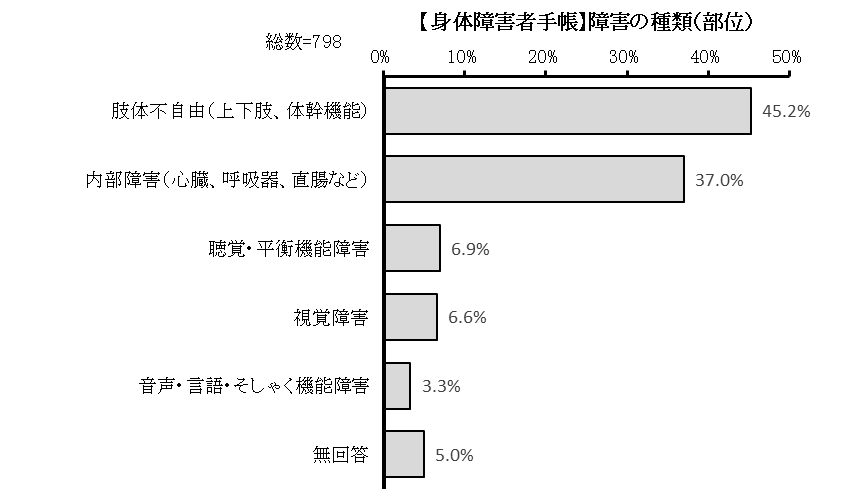 【身体障害者手帳】障害の種類（部位）
総数=798
0% 10% 20% 30% 40% 50%
肢体不自由（上下肢、体幹機能） 45.2%
内部障害（心臓、呼吸器、直腸など） 37.0%
聴覚・平衡機能障害 6.9%
視覚障害 6.6%
音声・言語・そしゃく機能障害 3.3%
無回答 5.0%